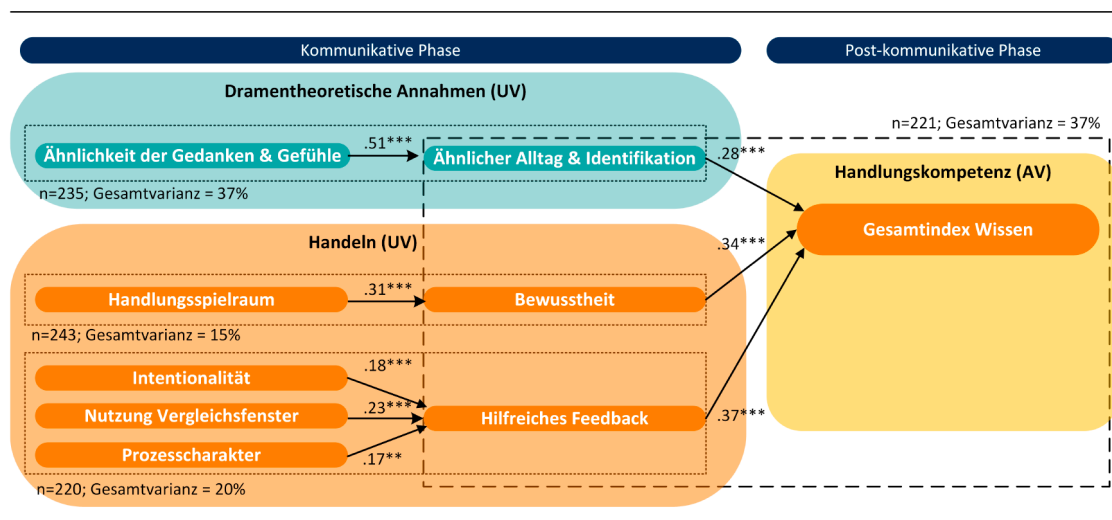 Kommunikative Phase
Post-kommunikative Phase
Dramentheoretische Annahmen (UV)
n=221; Gesamtvarianz = 37%
Ähnlichkeit der Gedanken & Gefühle
.51***
Ähnlicher Alltag & Identifikation
.28***
Handlungskompetenz (AV)
n=235; Gesamtvarianz = 37%
Gesamtindex Wissen
Handeln (UV)
.34***
Handlungsspielraum
.31***
Bewusstheit
n=243; Gesamtvarianz = 15%
Intentionalität
.18***
Nutzung Vergleichsfenster
.23***
Hilfreiches Feedback
.37***
Prozesscharakter
.17**
n=220; Gesamtvarianz = 20%